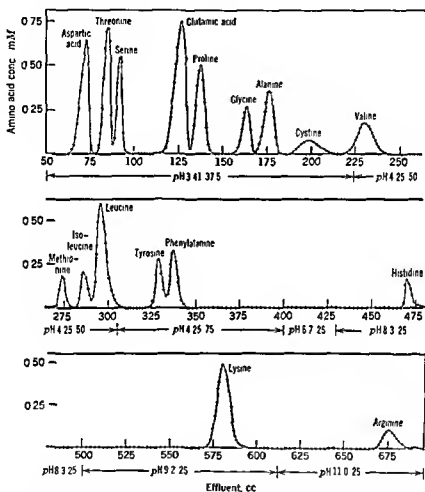 Amino acid conc mM
0 75
0 50
0 25
Aspartic acid
Threonine
Serine
Glutamic acid
Proline
Glycine
Alanine
Cystine
Valine
50 75 100 125 150 175 200 225 250
pH 3 41 37 5 pH 4 25 50
0 50
0 25
Methio-
nine
Iso-
leucine
Leucine
Tyrosine
Phenylalanine
Histidine
275 300 325 350 375 400 425 450 475
pH 4 25 50 pH 4 25 75 pH 6 7 25 pH 8 3 25
0 50
0 25
Lysine
Arginine
500 525 550 575 600 625 650 675
pH 8 3 25 pH 9 2 25 pH 11 0 25
Effluent, cc